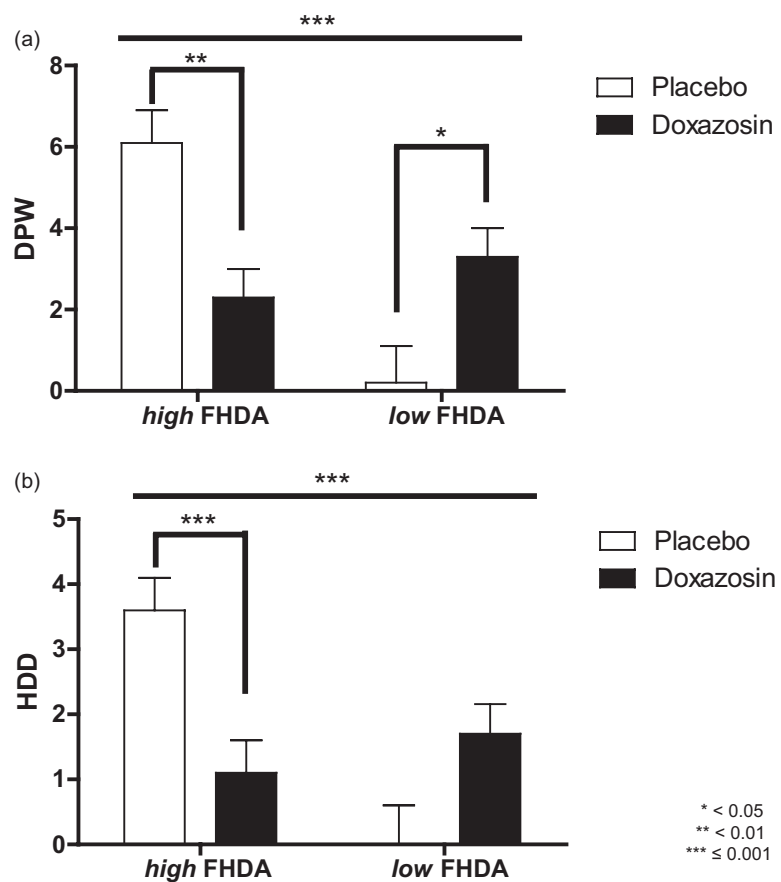 (a)
***
**
*
Placebo
Doxazosin
DPW
8
6
4
2
0
high FHDA
low FHDA
(b)
***
***
Placebo
Doxazosin
HDD
5
4
3
2
1
0
high FHDA
low FHDA
* < 0.05
** < 0.01
*** ≤ 0.001